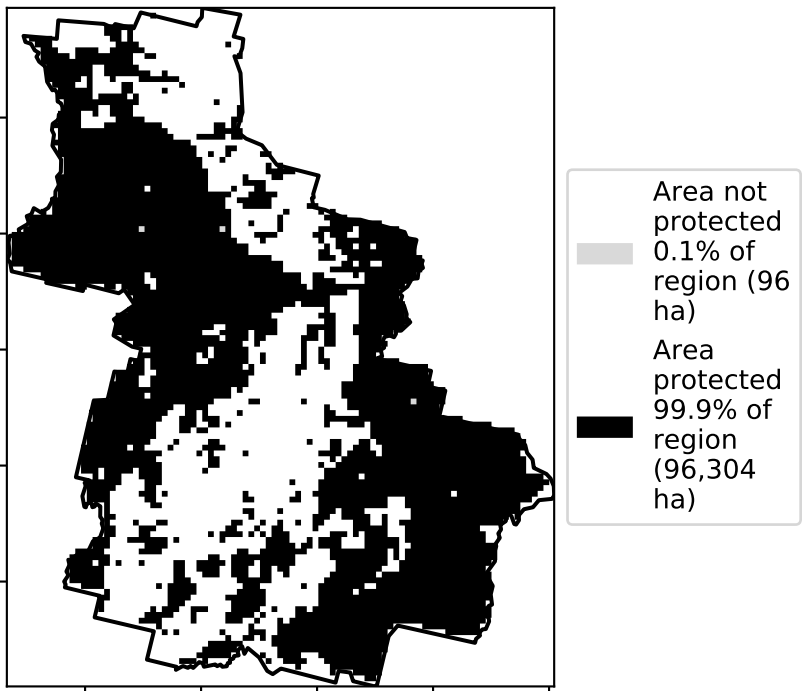 Area not
protected
0.1% of
region (96
ha)
Area
protected
99.9% of
region
(96,304
ha)